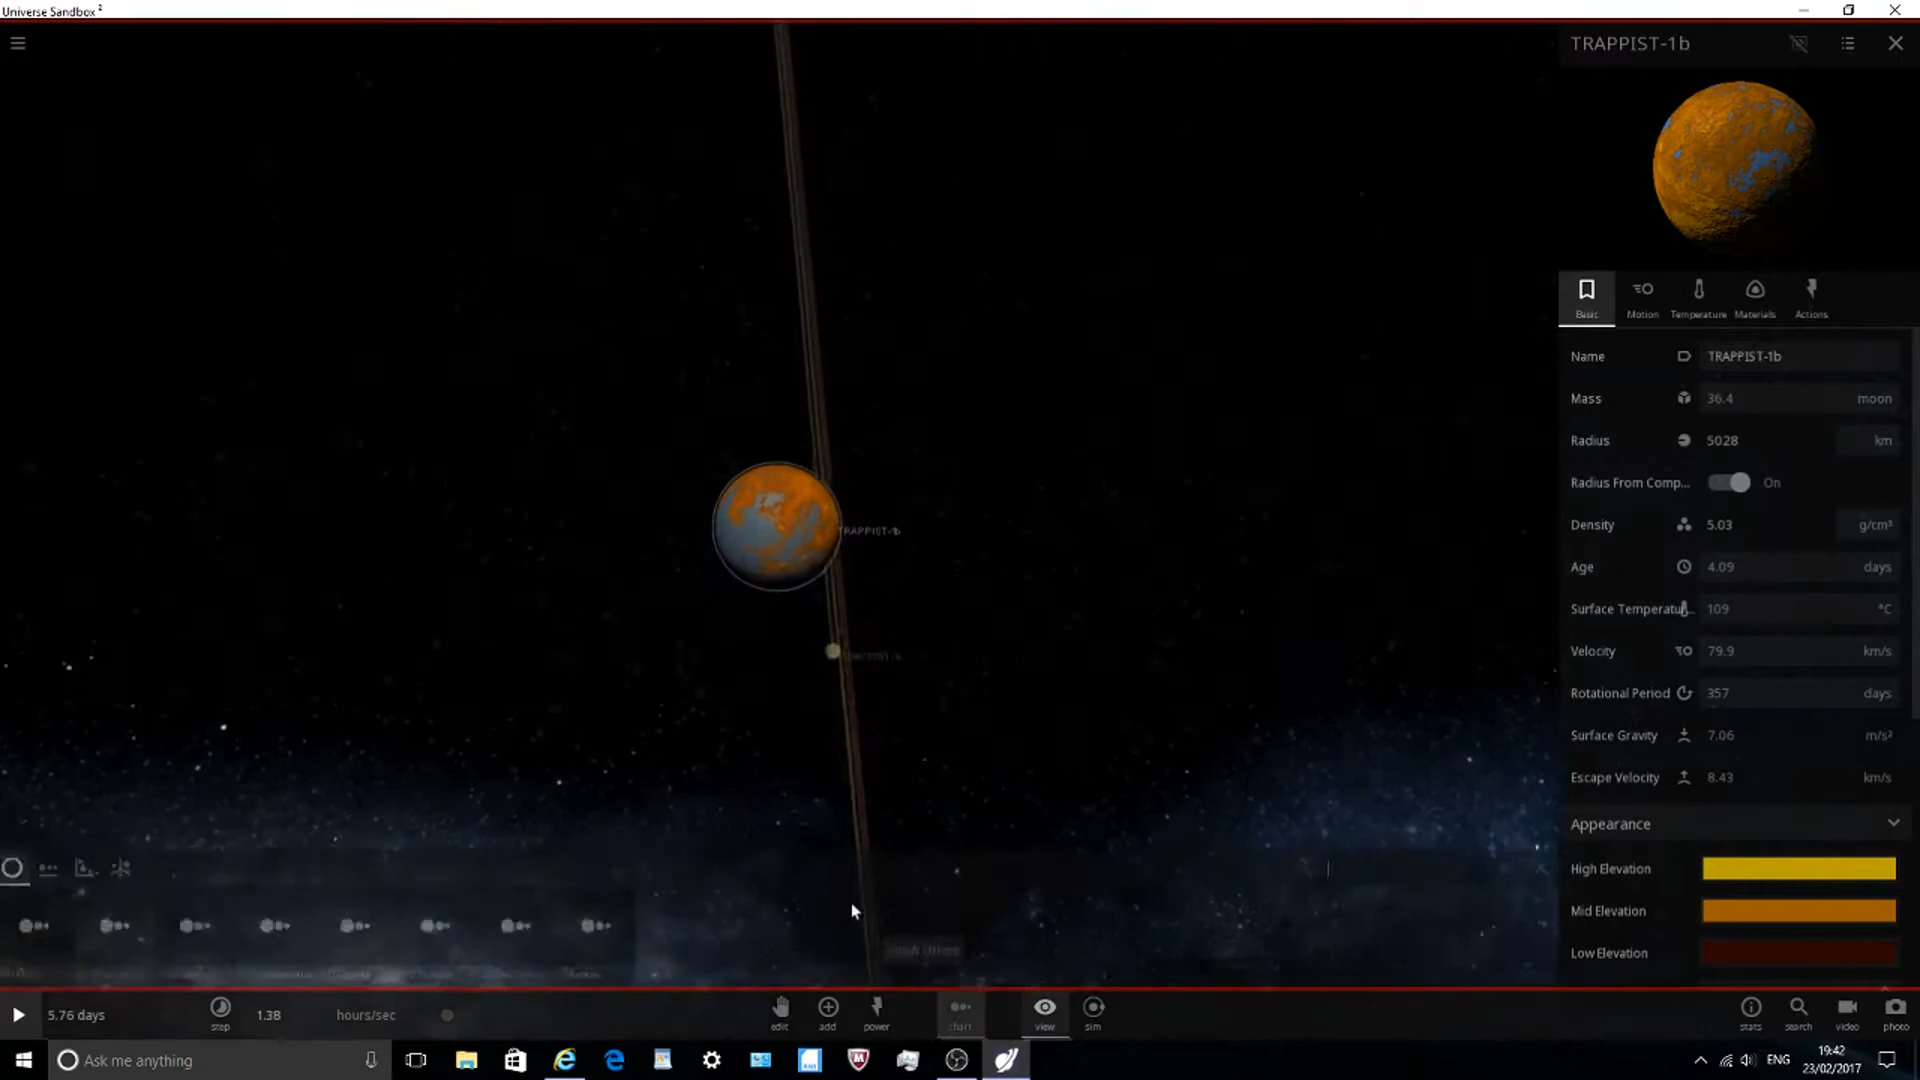 Universe Sandbox ²
TRAPPIST-1b
Basic
Motion
Temperature
Materials
Actions
Name TRAPPIST-1b
Mass 36.4 moon
Radius 5028 km
Radius From Comp... On
Density 5.03 g/cm³
Age 4.09 days
Surface Temperatu... 109 °C
Velocity 79.9 km/s
Rotational Period 357 days
Surface Gravity 7.06 m/s²
Escape Velocity 8.43 km/s
Appearance
High Elevation
Mid Elevation
Low Elevation
TRAPPIST-1b
5.76 days
step
1.38 hours/sec
edit
add
power
chart
view
sim
stats
search
video
photo
Ask me anything
ENG
19:42
23/02/2017